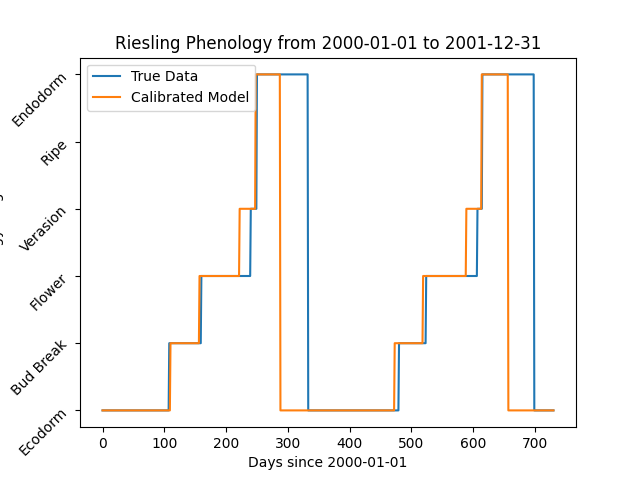 Riesling Phenology from 2000-01-01 to 2001-12-31
True Data
Calibrated Model
Endodorm
Ripe
Verasion
Flower
Bud Break
Ecodorm
0 100 200 300 400 500 600 700
Days since 2000-01-01